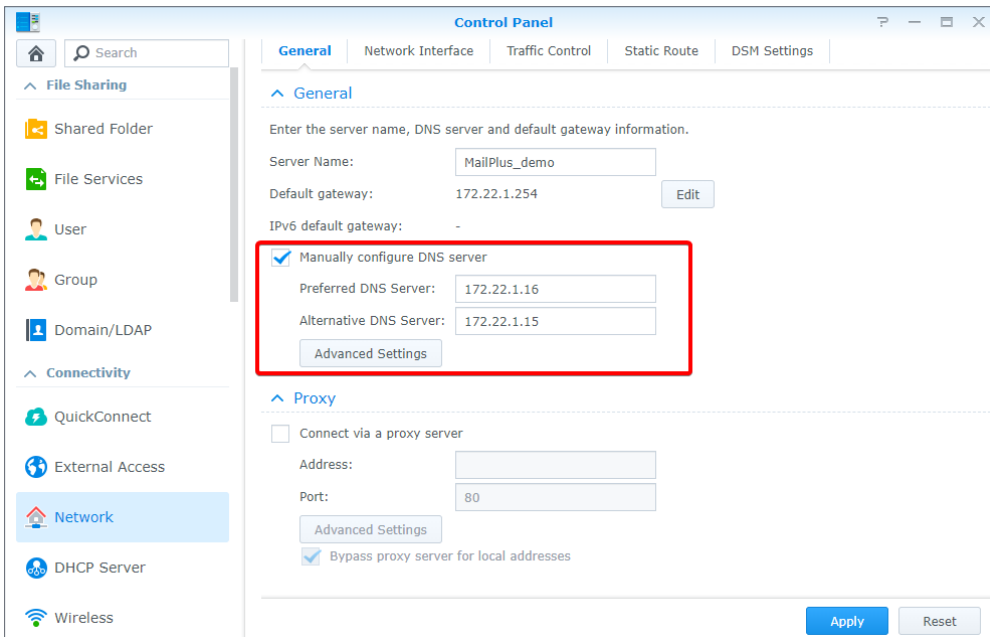 Control Panel
Search
General Network Interface Traffic Control Static Route DSM Settings
File Sharing
Shared Folder
File Services
User
Group
Domain/LDAP
Connectivity
QuickConnect
External Access
Network
DHCP Server
Wireless
General
Enter the server name, DNS server and default gateway information.
Server Name: MailPlus_demo
Default gateway: 172.22.1.254 Edit
IPv6 default gateway: -
Manually configure DNS server
Preferred DNS Server: 172.22.1.16
Alternative DNS Server: 172.22.1.15
Advanced Settings
Proxy
Connect via a proxy server
Address:
Port: 80
Advanced Settings
Bypass proxy server for local addresses
Apply Reset